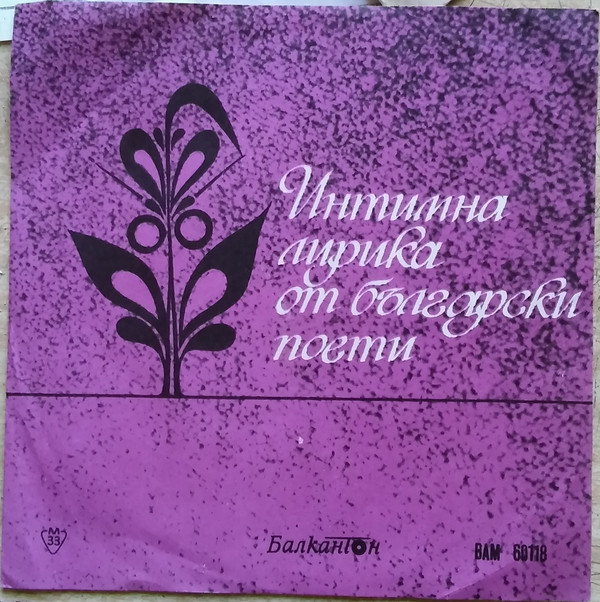 Интимна
лирика
от български
поети
М
33
Балкантон
ВАМ 60118